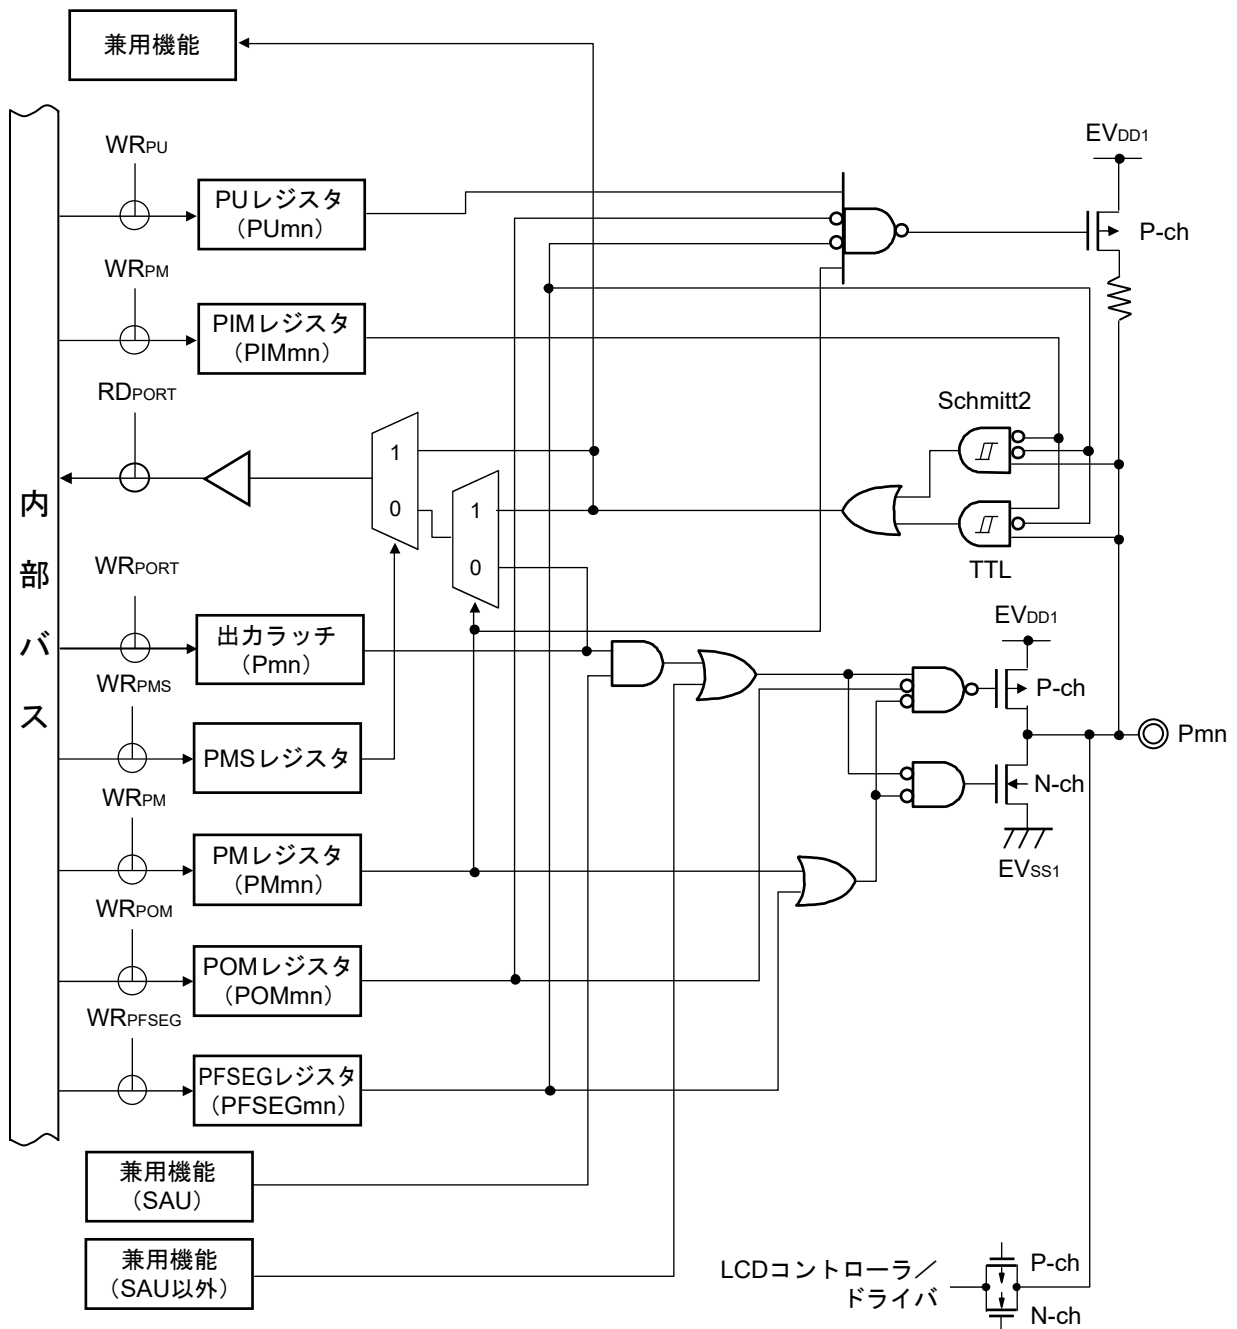 兼用機能
内部バス
WRPU
PUレジスタ
（PUmn）
EVDD1
P-ch
WRPM
PIMレジスタ
（PIMmn）
RDPORT
1
0
1
0
Schmitt2
TTL
WRPORT
出力ラッチ
（Pmn）
EVDD1
P-ch
Pmn
N-ch
EVSS1
WRPMS
PMSレジスタ
WRPM
PMレジスタ
（PMmn）
WRPOM
POMレジスタ
（POMmn）
WRPFSEG
PFSEGレジスタ
（PFSEGmn）
兼用機能
（SAU）
兼用機能
（SAU以外）
LCDコントローラ／
ドライバ
P-ch
N-ch